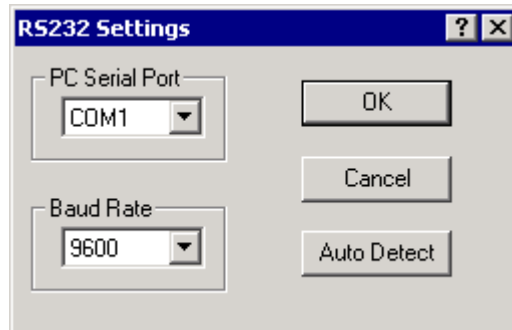 RS232 Settings
PC Serial Port
COM1
OK
Cancel
Baud Rate
9600
Auto Detect